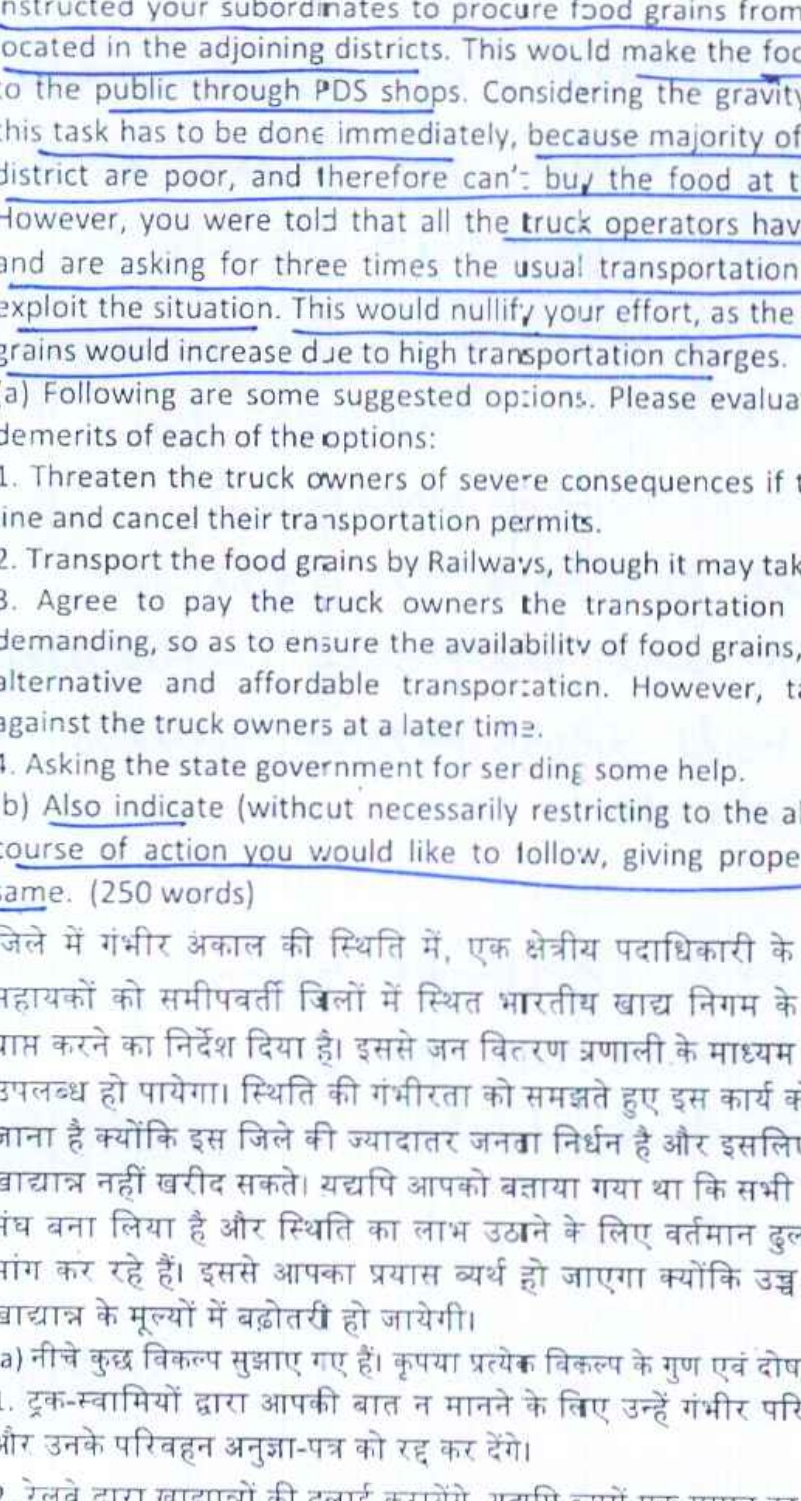 nstructed your subordinates to procure food grains from
ocated in the adjoining districts. This would make the foo
to the public through PDS shops. Considering the gravity
this task has to be done immediately, because majority of
district are poor, and therefore can't buy the food at t
However, you were told that all the truck operators hav
and are asking for three times the usual transportation
exploit the situation. This would nullify your effort, as the
grains would increase due to high transportation charges.
(a) Following are some suggested options. Please evalua
demerits of each of the options:
1. Threaten the truck owners of severe consequences if t
line and cancel their transportation permits.
2. Transport the food grains by Railways, though it may tak
3. Agree to pay the truck owners the transportation
demanding, so as to ensure the availability of food grains,
alternative and affordable transportation. However, ta
against the truck owners at a later time.
4. Asking the state government for sending some help.
(b) Also indicate (without necessarily restricting to the a
course of action you would like to follow, giving prope
same. (250 words)
जिले में गंभीर अकाल की स्थिति में, एक क्षेत्रीय पदाधिकारी के
सहायकों को समीपवर्ती जिलों में स्थित भारतीय खाद्य निगम के
प्राप्त करने का निर्देश दिया है। इससे जन वितरण प्रणाली के माध्यम
उपलब्ध हो पायेगा। स्थिति की गंभीरता को समझते हुए इस कार्य क
जाना है क्योंकि इस जिले की ज्यादातर जनता निर्धन है और इसलिए
खाद्यान्न नहीं खरीद सकते। यद्यपि आपको बताया गया था कि सभी
संघ बना लिया है और स्थिति का लाभ उठाने के लिए वर्तमान ढुल
मांग कर रहे हैं। इससे आपका प्रयास व्यर्थ हो जाएगा क्योंकि उच्च
खाद्यान्न के मूल्यों में बढ़ोतरी हो जायेगी।
(a) नीचे कुछ विकल्प सुझाए गए हैं। कृपया प्रत्येक विकल्प के गुण एवं दोष
1. ट्रक-स्वामियों द्वारा आपकी बात न मानने के लिए उन्हें गंभीर परि
और उनके परिवहन अनुज्ञा-पत्र को रद्द कर देंगे।
2. रेलवे द्वारा खाद्यान्नों की ढुलाई करायेंगे